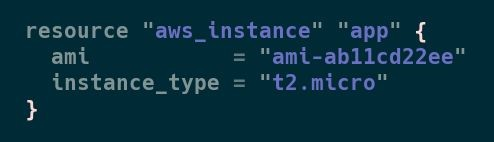 resource "aws_instance" "app" {
  ami           = "ami-ab11cd22ee"
  instance_type = "t2.micro"
}